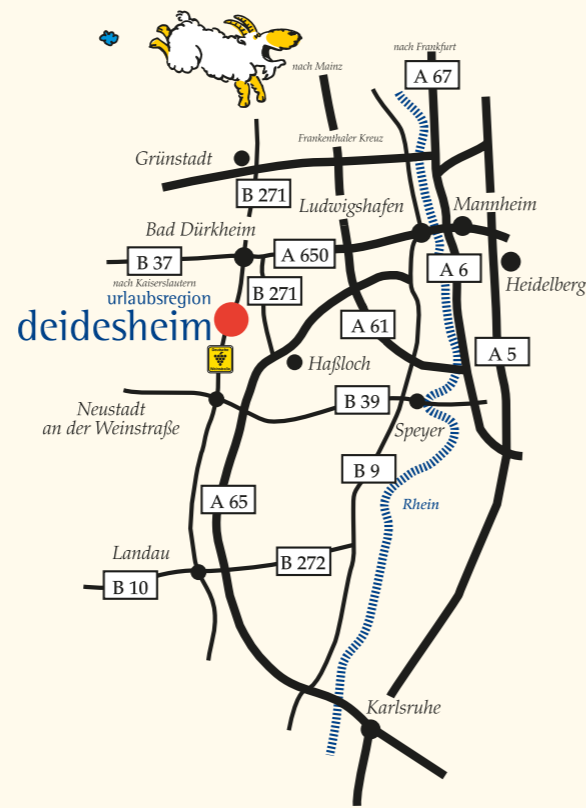 nach Frankfurt
nach Mainz
A 67
Frankenthaler Kreuz
Grünstadt
B 271
Ludwigshafen
Mannheim
Bad Dürkheim
A 650
B 37
A 6
Heidelberg
nach Kaiserslautern
B 271
urlaubsregion
deidesheim
A 61
A 5
Deutsche
Weinstraße
Haßloch
B 39
Neustadt
an der Weinstraße
Speyer
B 9
A 65
Rhein
Landau
B 272
B 10
Karlsruhe